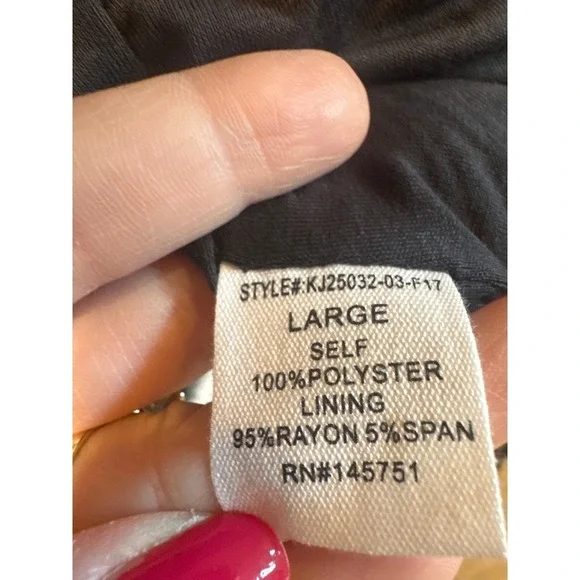 STYLE#:KJ25032-03-F17
LARGE
SELF
100%POLYSTER
LINING
95%RAYON 5%SPAN
RN#145751